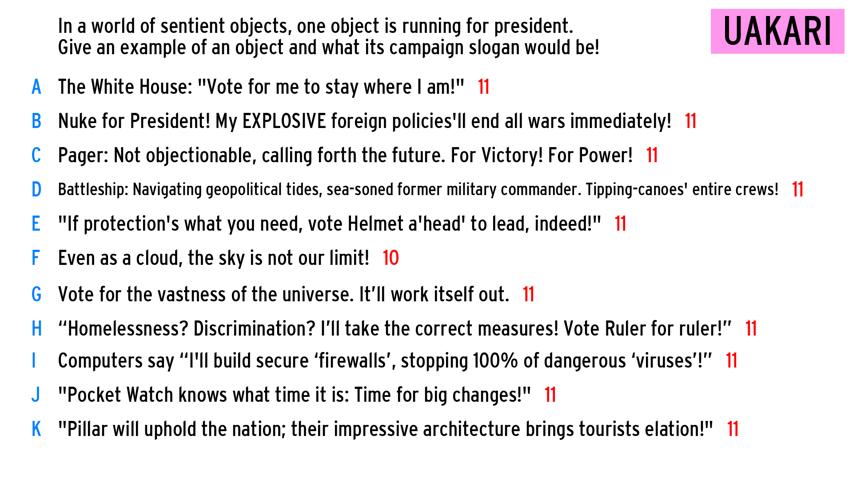 In a world of sentient objects, one object is running for president.
Give an example of an object and what its campaign slogan would be!
UAKARI
A The White House: "Vote for me to stay where I am!" 11
B Nuke for President! My EXPLOSIVE foreign policies'll end all wars immediately! 11
C Pager: Not objectionable, calling forth the future. For Victory! For Power! 11
D Battleship: Navigating geopolitical tides, sea-soned former military commander. Tipping-canoes' entire crews! 11
E "If protection's what you need, vote Helmet a'head' to lead, indeed!" 11
F Even as a cloud, the sky is not our limit! 10
G Vote for the vastness of the universe. It’ll work itself out. 11
H “Homelessness? Discrimination? I’ll take the correct measures! Vote Ruler for ruler!” 11
I Computers say “I'll build secure ‘firewalls’, stopping 100% of dangerous ‘viruses’!” 11
J "Pocket Watch knows what time it is: Time for big changes!" 11
K "Pillar will uphold the nation; their impressive architecture brings tourists elation!" 11